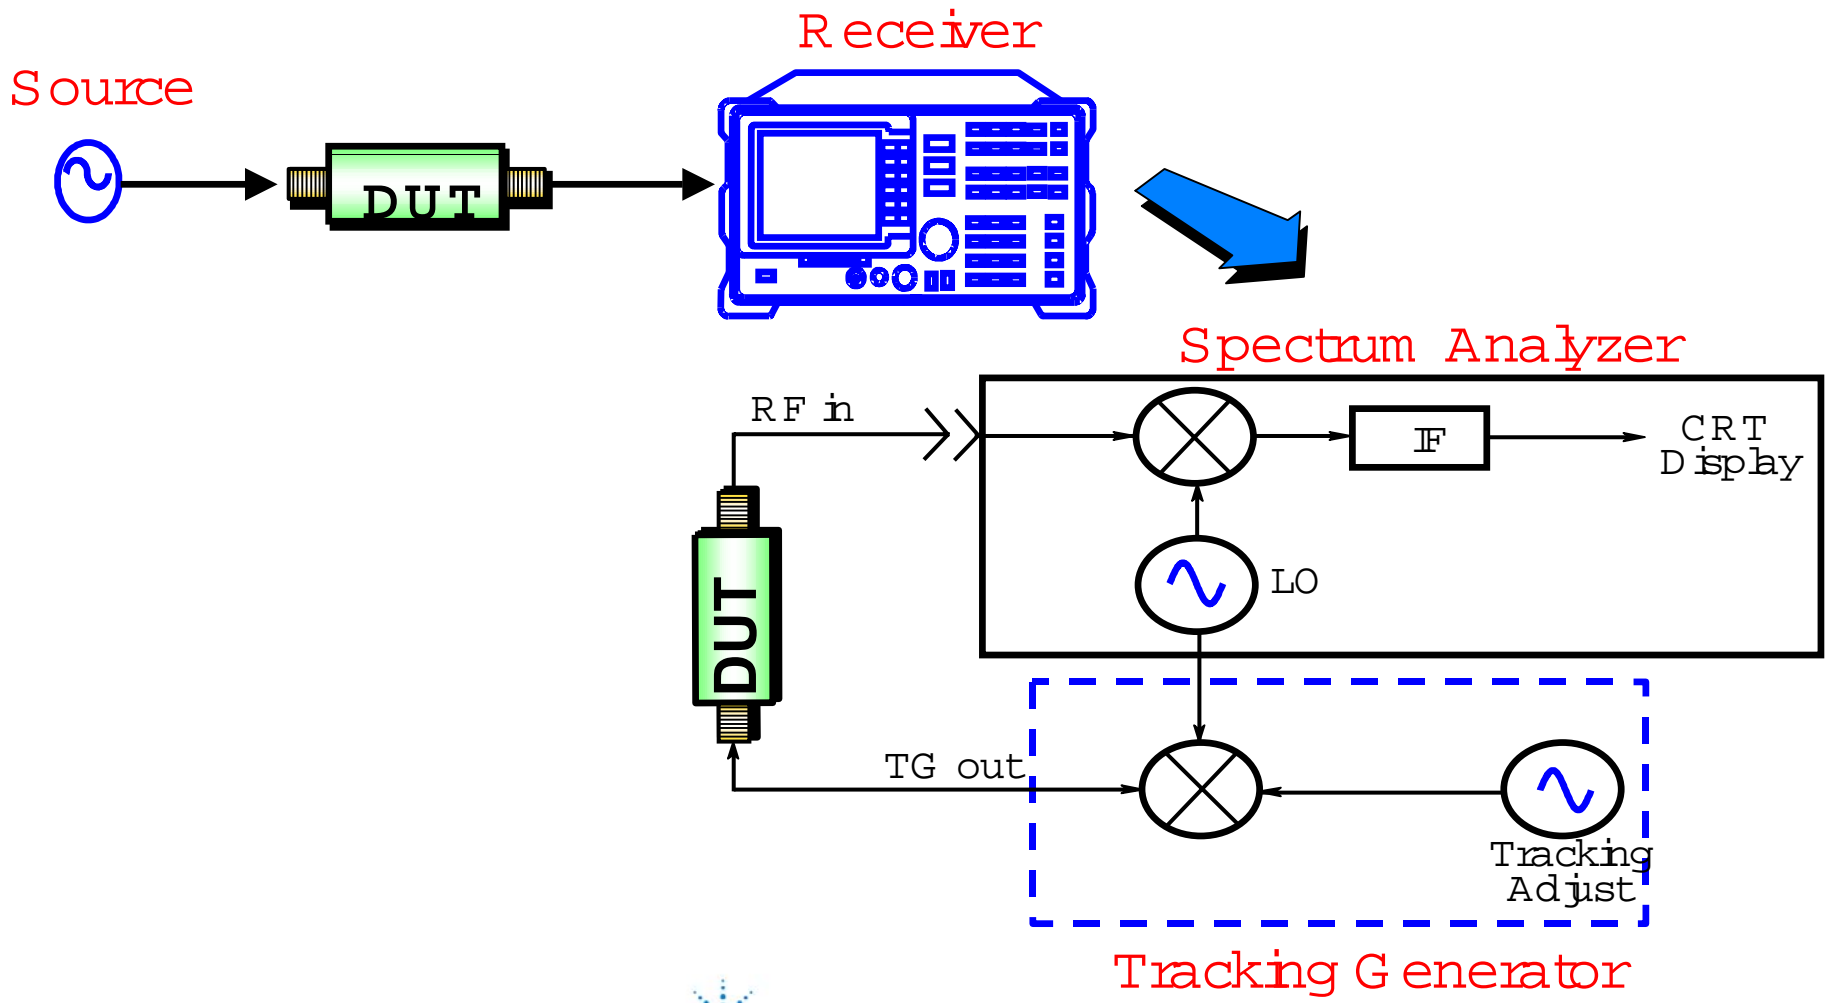 Receiver
Source
DUT
Spectrum Analyzer
RF in
IF
CRT
Display
LO
DUT
TG out
Tracking
Adjust
Tracking Generator